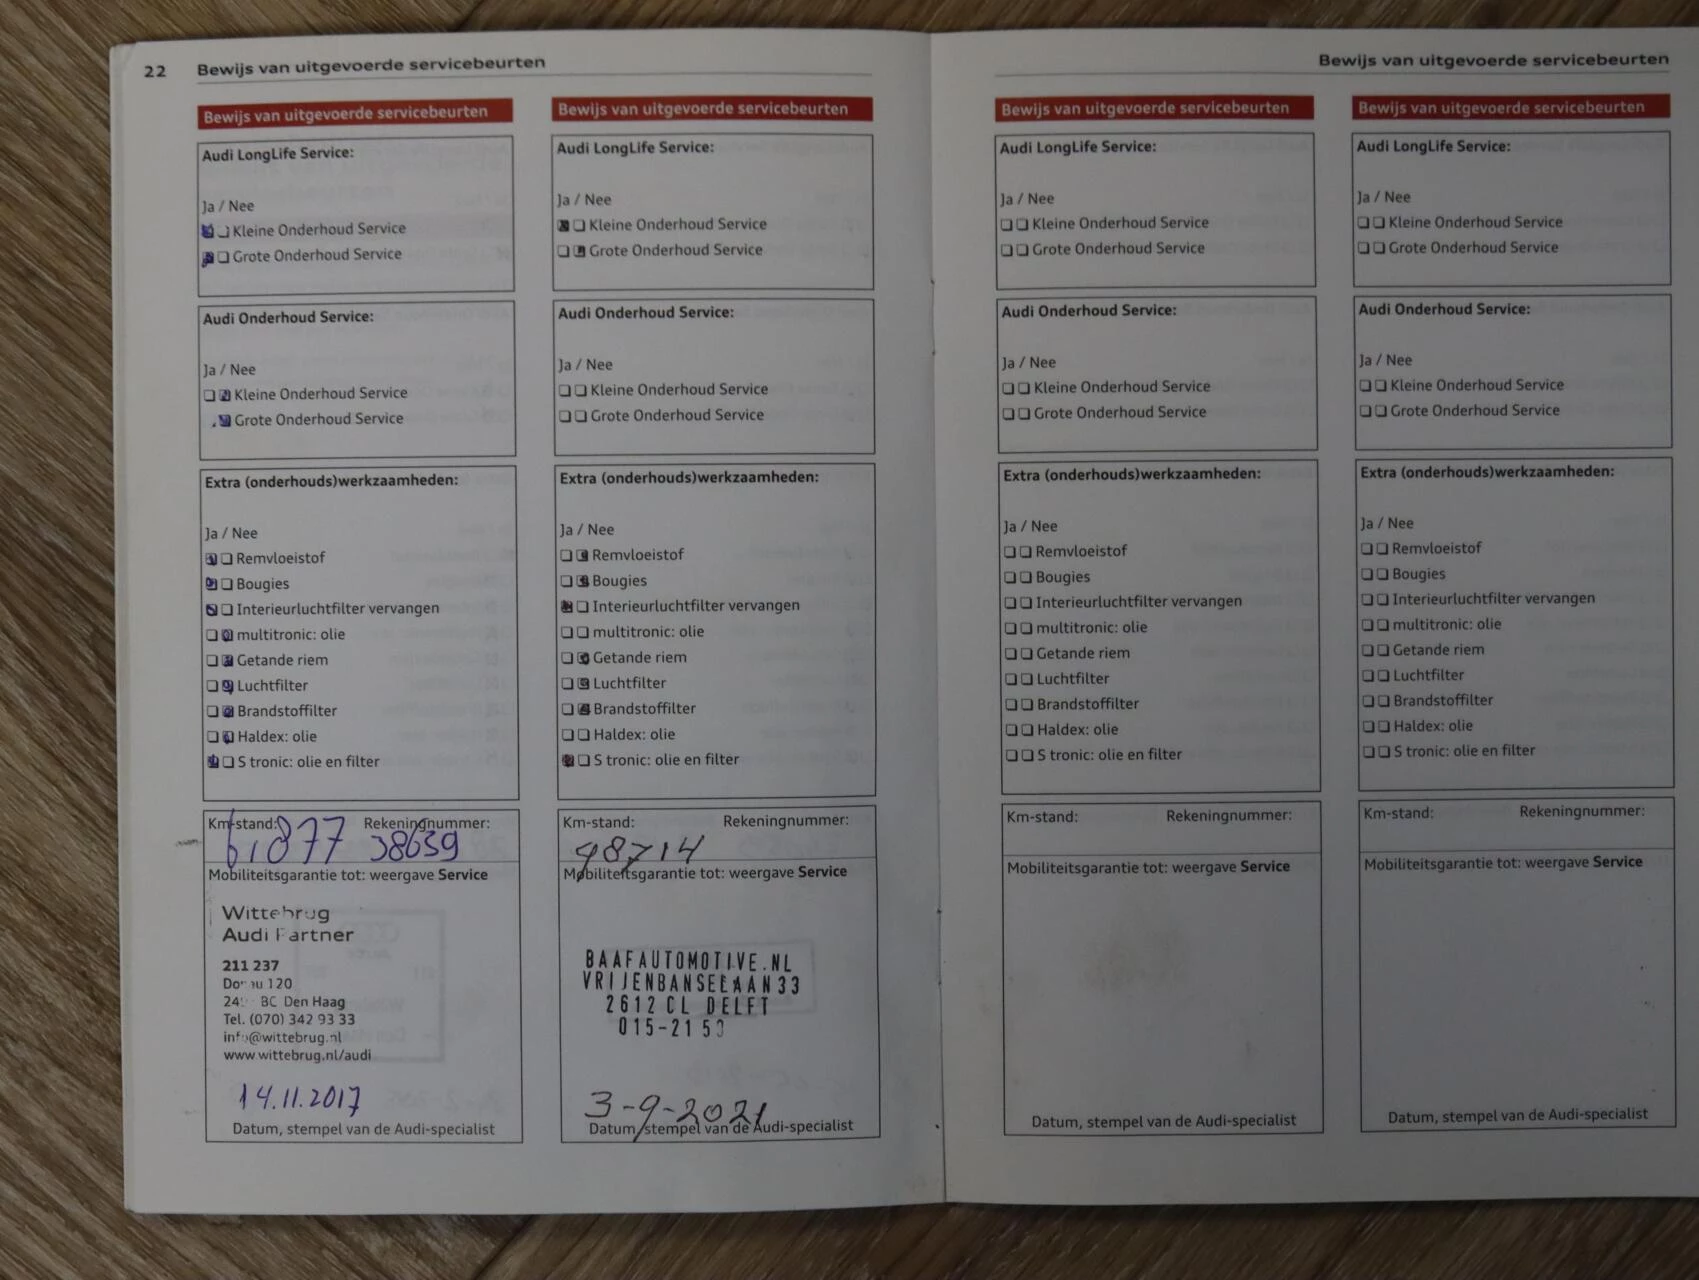 22 Bewijs van uitgevoerde servicebeurten
Bewijs van uitgevoerde servicebeurten
Audi LongLife Service:
Ja / Nee
Kleine Onderhoud Service
Grote Onderhoud Service
Audi Onderhoud Service:
Ja / Nee
Kleine Onderhoud Service
Grote Onderhoud Service
Extra (onderhouds)werkzaamheden:
Ja / Nee
Remvloeistof
Bougies
Interieurluchtfilter vervangen
multitronic: olie
Getande riem
Luchtfilter
Brandstoffilter
Haldex: olie
S tronic: olie en filter
Km-stand: Rekeningnummer:
61877 38639
Mobiliteitsgarantie tot: weergave Service
Wittebrug
Audi Partner
211 237
Donau 120
BC Den Haag
Tel. (070) 342 93 33
info@wittebrug.nl
www.wittebrug.nl/audi
14.11.2017
Datum, stempel van de Audi-specialist
Bewijs van uitgevoerde servicebeurten
Audi LongLife Service:
Ja / Nee
Kleine Onderhoud Service
Grote Onderhoud Service
Audi Onderhoud Service:
Ja / Nee
Kleine Onderhoud Service
Grote Onderhoud Service
Extra (onderhouds)werkzaamheden:
Ja / Nee
Remvloeistof
Bougies
Interieurluchtfilter vervangen
multitronic: olie
Getande riem
Luchtfilter
Brandstoffilter
Haldex: olie
S tronic: olie en filter
Km-stand: Rekeningnummer:
98714
Mobiliteitsgarantie tot: weergave Service
BAAFAUTOMOTIVE.NL
VRIJENBANSELAAN33
2612 CL DELFT
015-21 5
3-9-2021
Datum, stempel van de Audi-specialist
Bewijs van uitgevoerde servicebeurten
Bewijs van uitgevoerde servicebeurten
Audi LongLife Service:
Ja / Nee
Kleine Onderhoud Service
Grote Onderhoud Service
Audi Onderhoud Service:
Ja / Nee
Kleine Onderhoud Service
Grote Onderhoud Service
Extra (onderhouds)werkzaamheden:
Ja / Nee
Remvloeistof
Bougies
Interieurluchtfilter vervangen
multitronic: olie
Getande riem
Luchtfilter
Brandstoffilter
Haldex: olie
S tronic: olie en filter
Km-stand: Rekeningnummer:
Mobiliteitsgarantie tot: weergave Service
Datum, stempel van de Audi-specialist
Bewijs van uitgevoerde servicebeurten
Audi LongLife Service:
Ja / Nee
Kleine Onderhoud Service
Grote Onderhoud Service
Audi Onderhoud Service:
Ja / Nee
Kleine Onderhoud Service
Grote Onderhoud Service
Extra (onderhouds)werkzaamheden:
Ja / Nee
Remvloeistof
Bougies
Interieurluchtfilter vervangen
multitronic: olie
Getande riem
Luchtfilter
Brandstoffilter
Haldex: olie
S tronic: olie en filter
Km-stand: Rekeningnummer:
Mobiliteitsgarantie tot: weergave Service
Datum, stempel van de Audi-specialist